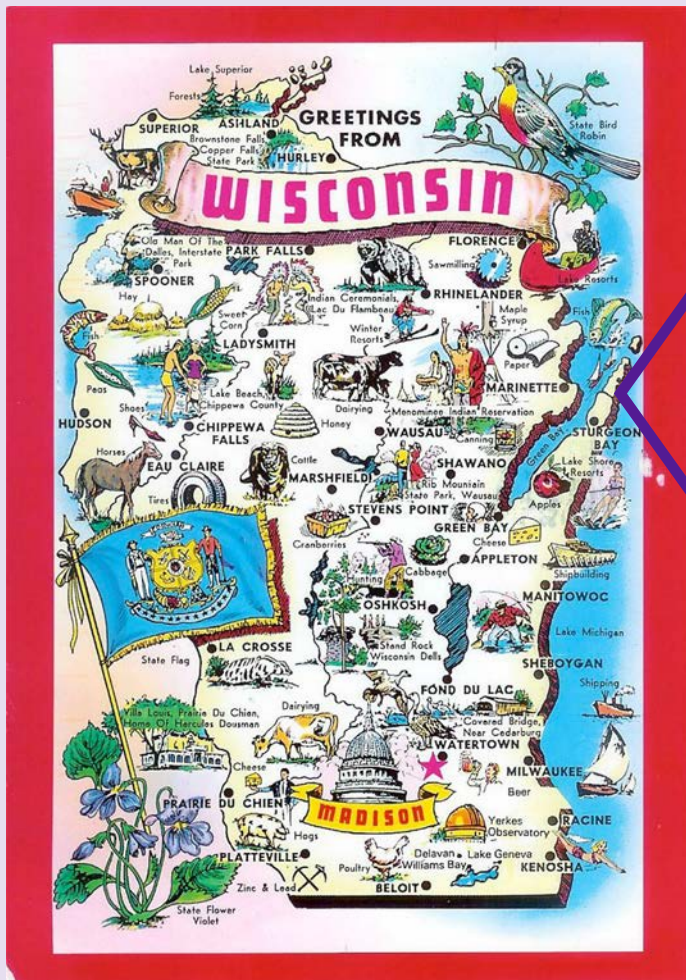 Lake Superior
Forests
SUPERIOR
ASHLAND
Brownstone Falls
Copper Falls
State Park
HURLEY
GREETINGS
FROM
State Bird
Robin
WISCONSIN
Old Man Of The
Dalles, Interstate
Park
PARK FALLS
FLORENCE
SPOONER
Sawmilling
Lake Resorts
Hay
Sweet
Corn
Indian Ceremonials,
Lac Du Flambeau
RHINELANDER
Maple
Syrup
Fish
Winter
Resorts
Fish
LADYSMITH
Paper
Peas
MARINETTE
Shoes
Lake Beach,
Chippewa County
Dairying
Menominee Indian Reservation
HUDSON
CHIPPEWA
FALLS
Honey
WAUSAU
Canning
Green Bay
STURGEON
BAY
Horses
EAU CLAIRE
Cattle
MARSHFIELD
SHAWANO
Rib Mountain
State Park, Wausau
Lake Shore
Resorts
Tires
Apples
STEVENS POINT
GREEN BAY
Cranberries
Cheese
APPLETON
Hunting
Cabbage
Shipbuilding
OSHKOSH
MANITOWOC
State Flag
LA CROSSE
Stand Rock
Wisconsin Dells
Lake Michigan
SHEBOYGAN
FOND DU LAC
Shipping
Villa Louis, Prairie Du Chien,
Home Of Hercules Dousman
Dairying
Covered Bridge,
Near Cedarburg
WATERTOWN
Cheese
MILWAUKEE
Beer
PRAIRIE DU CHIEN
MADISON
Hogs
Yerkes
Observatory
RACINE
PLATTEVILLE
Poultry
Delavan
Williams Bay
Lake Geneva
KENOSHA
Zinc & Lead
BELOIT
State Flower
Violet